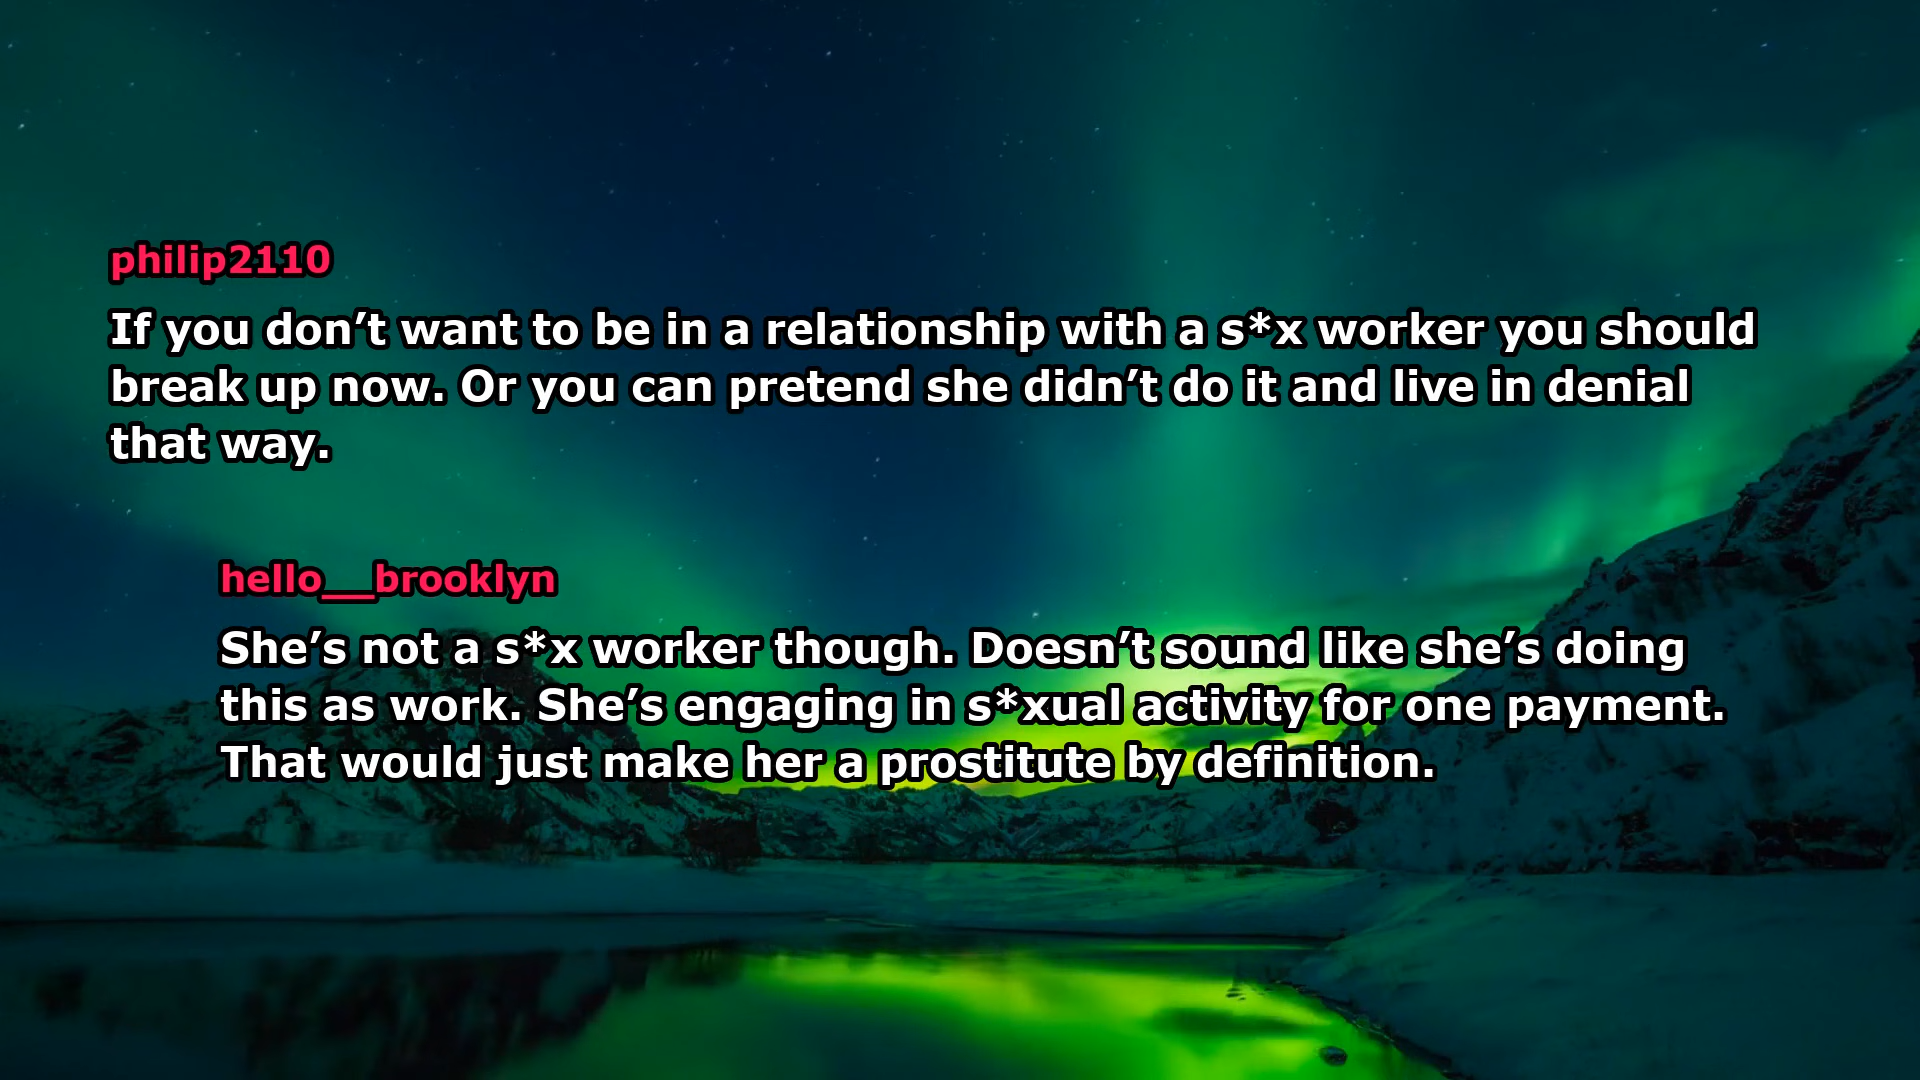 philip2110
If you don’t want to be in a relationship with a s*x worker you should
break up now. Or you can pretend she didn’t do it and live in denial
that way.
hello__brooklyn
She’s not a s*x worker though. Doesn’t sound like she’s doing
this as work. She’s engaging in s*xual activity for one payment.
That would just make her a prostitute by definition.